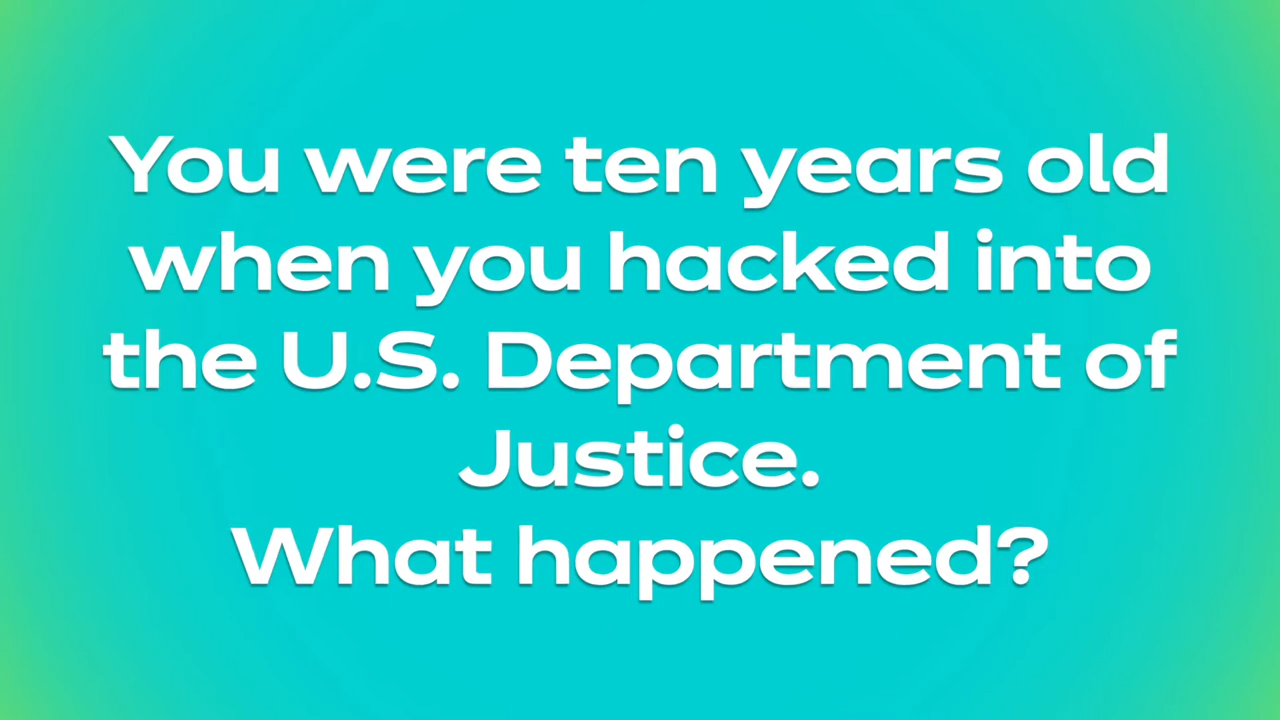 You were ten years old
when you hacked into
the U.S. Department of
Justice.
What happened?